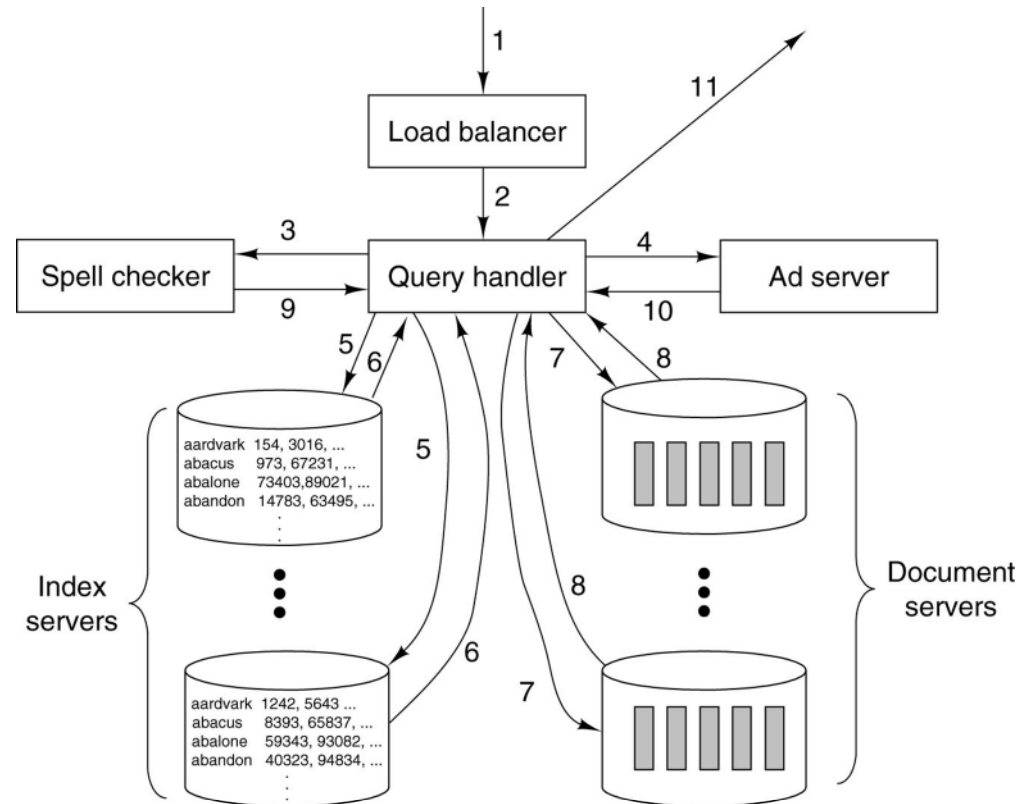 1
11
Load balancer
2
3
4
Spell checker
Query handler
Ad server
9
10
5
6
7
8
aardvark 154, 3016, ...
abacus 973, 67231, ...
abalone 73403,89021, ...
abandon 14783, 63495, ...
5
Index
servers
Document
servers
8
6
7
aardvark 1242, 5643 ...
abacus 8393, 65837, ...
abalone 59343, 93082, ...
abandon 40323, 94834, ...